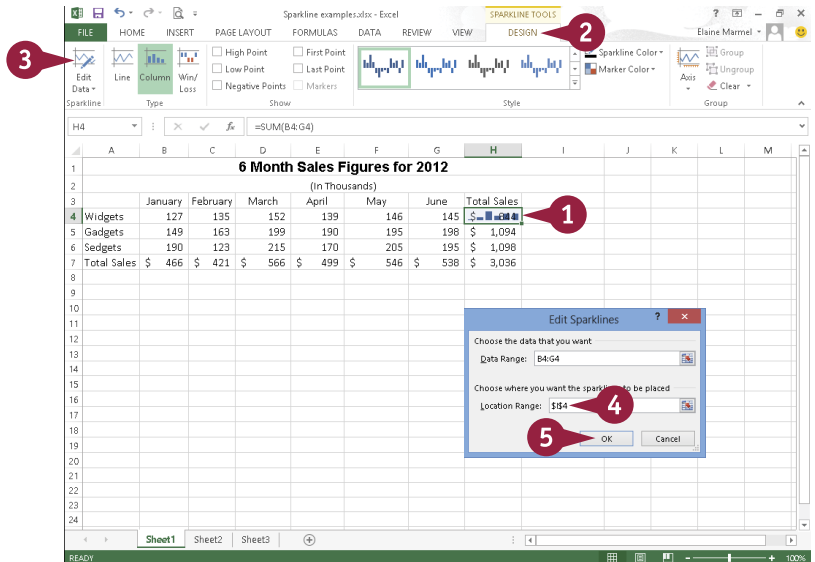 Sparkline examples.xlsx - Excel
SPARKLINE TOOLS
?
FILE HOME INSERT PAGE LAYOUT FORMULAS DATA REVIEW VIEW DESIGN Elaine Marmel
2
3
Edit Data
Line
Column
Win/Loss
High Point
First Point
Low Point
Last Point
Negative Points
Markers
Sparkline Color
Marker Color
Axis
Group
Ungroup
Clear
Sparkline Type Show Style Group
H4 fx =SUM(B4:G4)
A B C D E F G H I J K L M
1 6 Month Sales Figures for 2012
2 (In Thousands)
3 January February March April May June Total Sales
4 Widgets 127 135 152 139 146 145 $
1
5 Gadgets 149 163 199 190 195 198 $ 1,094
6 Sedgets 190 123 215 170 205 195 $ 1,098
7 Total Sales $ 466 $ 421 $ 566 $ 499 $ 546 $ 538 $ 3,036
8
9
10
11
12
13
14
15
16
17
18
19
20
21
22
23
24
Edit Sparklines ?
Choose the data that you want
Data Range: B4:G4
Choose where you want the to be placed
Location Range: $I$4
4
5
OK Cancel
Sheet1 Sheet2 Sheet3
READY 100%